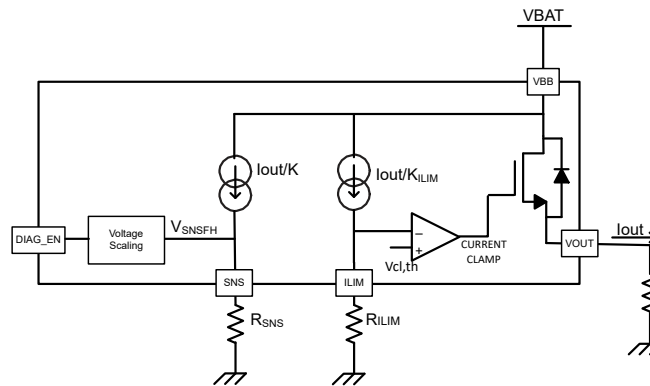 VBAT
VBB
Iout/K
Iout/KILIM
DIAG_EN
Voltage
Scaling
VSNSFH
−
+
Vcl,th
CURRENT
CLAMP
VOUT
Iout
SNS
ILIM
RSNS
RILIM